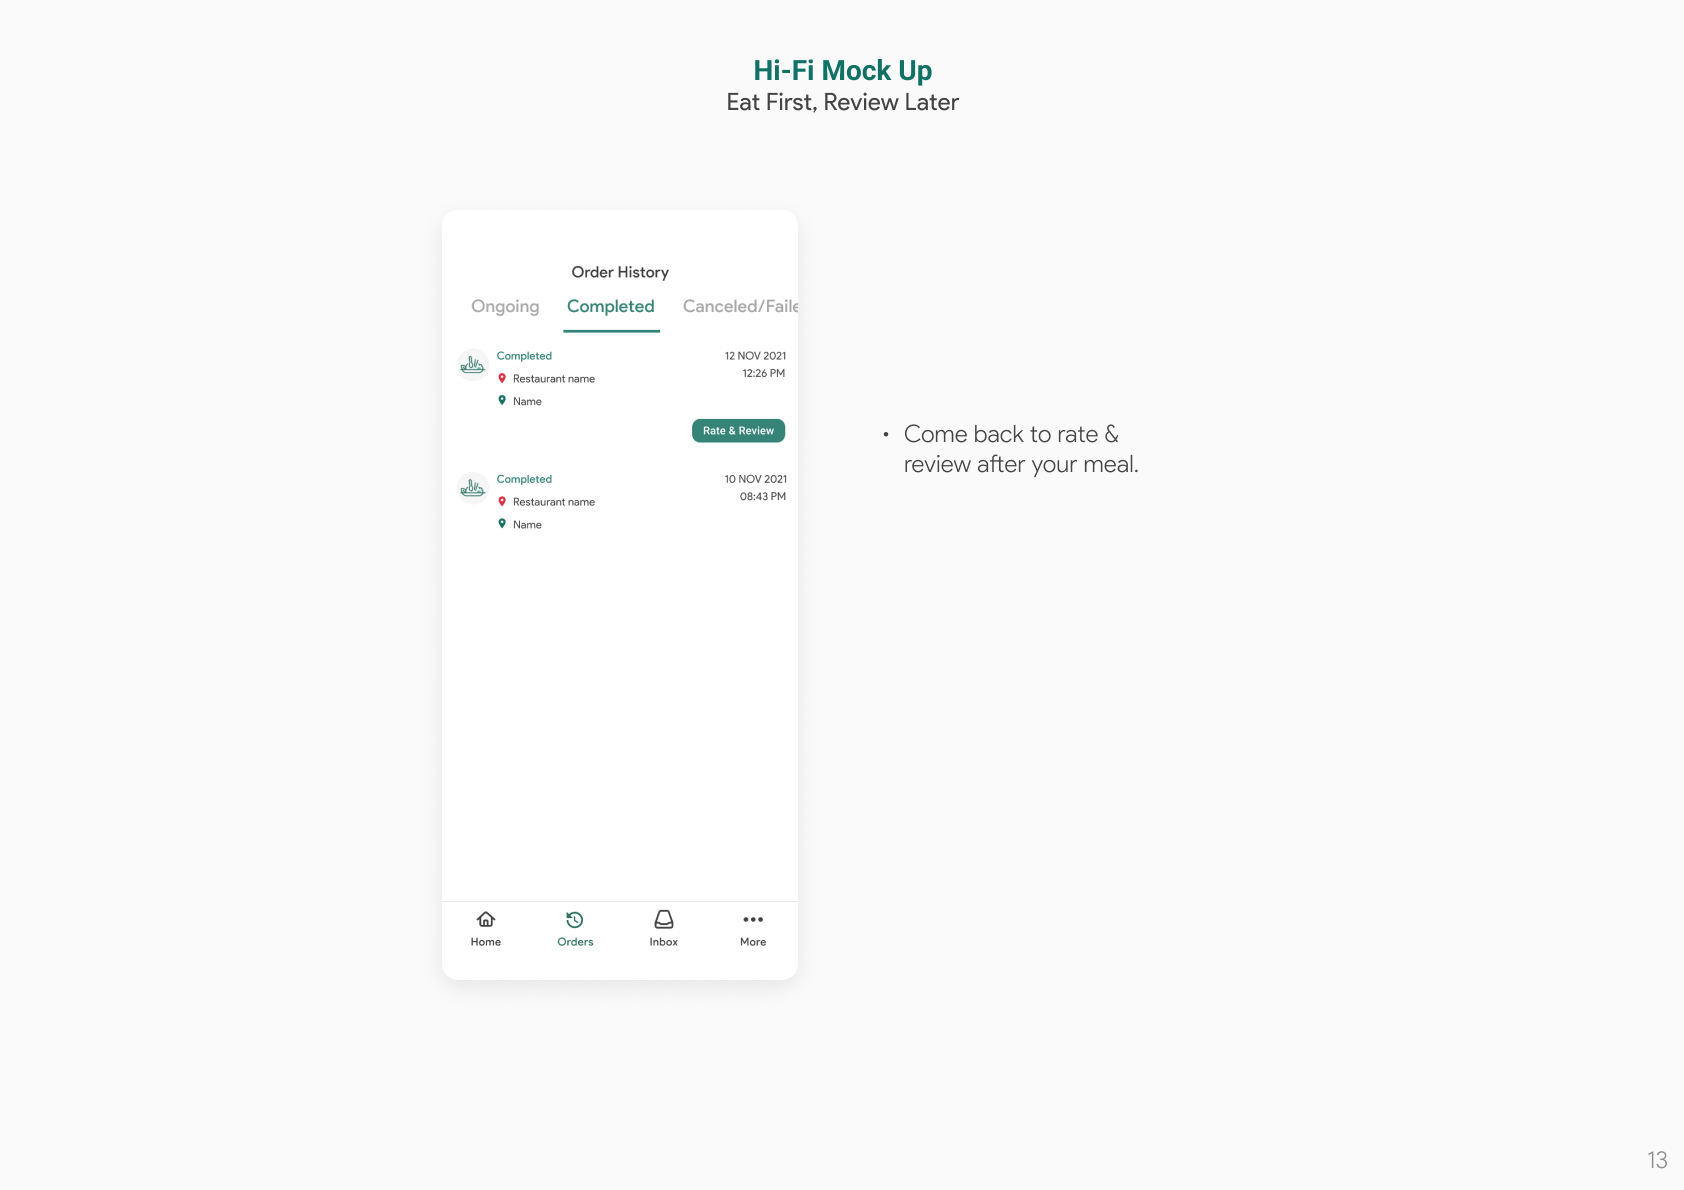 Hi-Fi Mock Up
Eat First, Review Later
Order History
Ongoing Completed Canceled/Faile
Completed 12 NOV 2021
12:26 PM
Restaurant name
Name
Rate & Review
Completed 10 NOV 2021
08:43 PM
Restaurant name
Name
• Come back to rate &
review after your meal.
Home Orders Inbox More
13